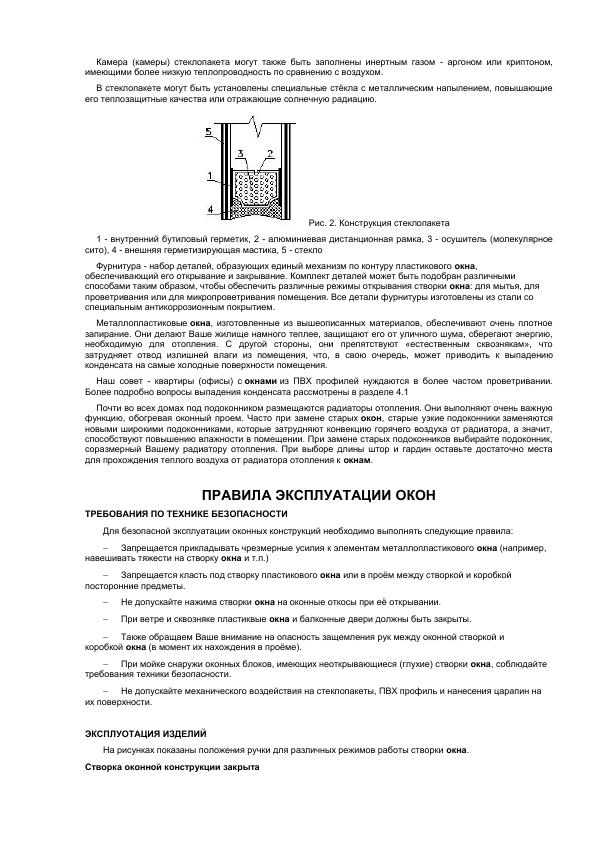 Камера (камеры) стеклопакета могут также быть заполнены инертным газом - аргоном или криптоном,
имеющими более низкую теплопроводность по сравнению с воздухом.
В стеклопакете могут быть установлены специальные стёкла с металлическим напылением, повышающие
его теплозащитные качества или отражающие солнечную радиацию.
5
3 2
1
4
Рис. 2. Конструкция стеклопакета
1 - внутренний бутиловый герметик, 2 - алюминиевая дистанционная рамка, 3 - осушитель (молекулярное
сито), 4 - внешняя герметизирующая мастика, 5 - стекло
Фурнитура - набор деталей, образующих единый механизм по контуру пластикового окна,
обеспечивающий его открывание и закрывание. Комплект деталей может быть подобран различными
способами таким образом, чтобы обеспечить различные режимы открывания створки окна: для мытья, для
проветривания или для микропроветривания помещения. Все детали фурнитуры изготовлены из стали со
специальным антикоррозийным покрытием.
Металлопластиковые окна, изготовленные из вышеописанных материалов, обеспечивают очень плотное
запирание. Они делают Ваше жилище намного теплее, защищают его от уличного шума, сберегают энергию,
необходимую для отопления. С другой стороны, они препятствуют «естественным сквознякам», что
затрудняет отвод излишней влаги из помещения, что, в свою очередь, может приводить к выпадению
конденсата на самые холодные поверхности помещения.
Наш совет - квартиры (офисы) с окнами из ПВХ профилей нуждаются в более частом проветривании.
Более подробно вопросы выпадения конденсата рассмотрены в разделе 4.1
Почти во всех домах под подоконником размещаются радиаторы отопления. Они выполняют очень важную
функцию, обогревая оконный проем. Часто при замене старых окон, старые узкие подоконники заменяются
новыми широкими подоконниками, которые затрудняют конвекцию горячего воздуха от радиатора, а значит,
способствуют повышению влажности в помещении. При замене старых подоконников выбирайте подоконник,
соразмерный Вашему радиатору отопления. При выборе длины штор и гардин оставьте достаточно места
для прохождения теплого воздуха от радиатора отопления к окнам.
ПРАВИЛА ЭКСПЛУАТАЦИИ ОКОН
ТРЕБОВАНИЯ ПО ТЕХНИКЕ БЕЗОПАСНОСТИ
Для безопасной эксплуатации оконных конструкций необходимо выполнять следующие правила:
– Запрещается прикладывать чрезмерные усилия к элементам металлопластикового окна (например,
навешивать тяжести на створку окна и т.п.)
– Запрещается класть под створку пластикового окна или в проём между створкой и коробкой
посторонние предметы.
– Не допускайте нажима створки окна на оконные откосы при её открывании.
– При ветре и сквозняке пластиквые окна и балконные двери должны быть закрыты.
– Также обращаем Ваше внимание на опасность защемления рук между оконной створкой и
коробкой окна (в момент их нахождения в проёме).
– При мойке снаружи оконных блоков, имеющих неоткрывающиеся (глухие) створки окна, соблюдайте
требования техники безопасности.
– Не допускайте механического воздействия на стеклопакеты, ПВХ профиль и нанесения царапин на
их поверхности.
ЭКСПЛУОТАЦИЯ ИЗДЕЛИЙ
На рисунках показаны положения ручки для различных режимов работы створки окна.
Створка оконной конструкции закрыта